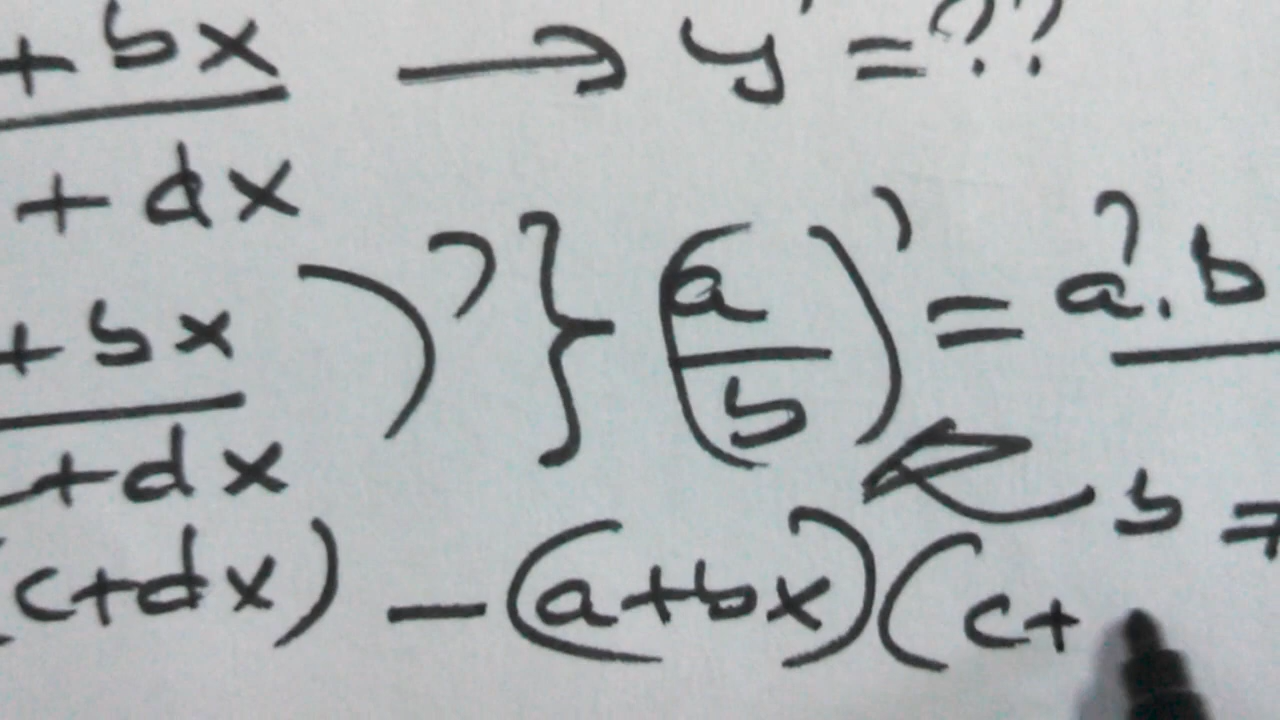 + bx → y' = ??
+ dx
+ bx )' } (a/b)' = a'.b
+ dx
b =
(c+dx) − (a+bx)(c+